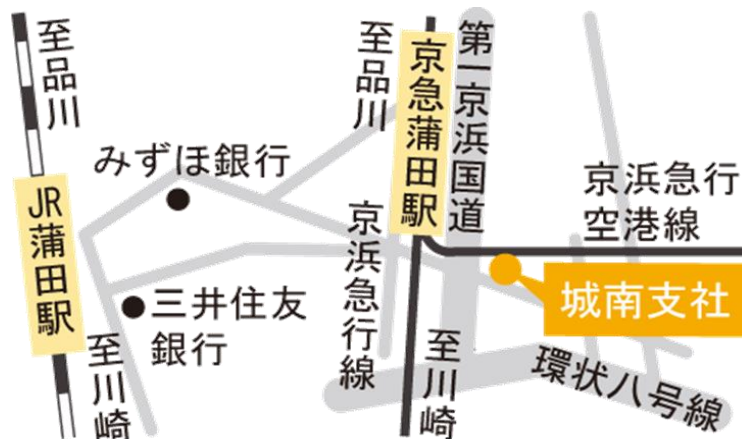 至品川
JR蒲田駅
至川崎
みずほ銀行
三井住友
銀行
至品川
京急蒲田駅
第一京浜国道
京浜急行線
至川崎
京浜急行
空港線
城南支社
環状八号線